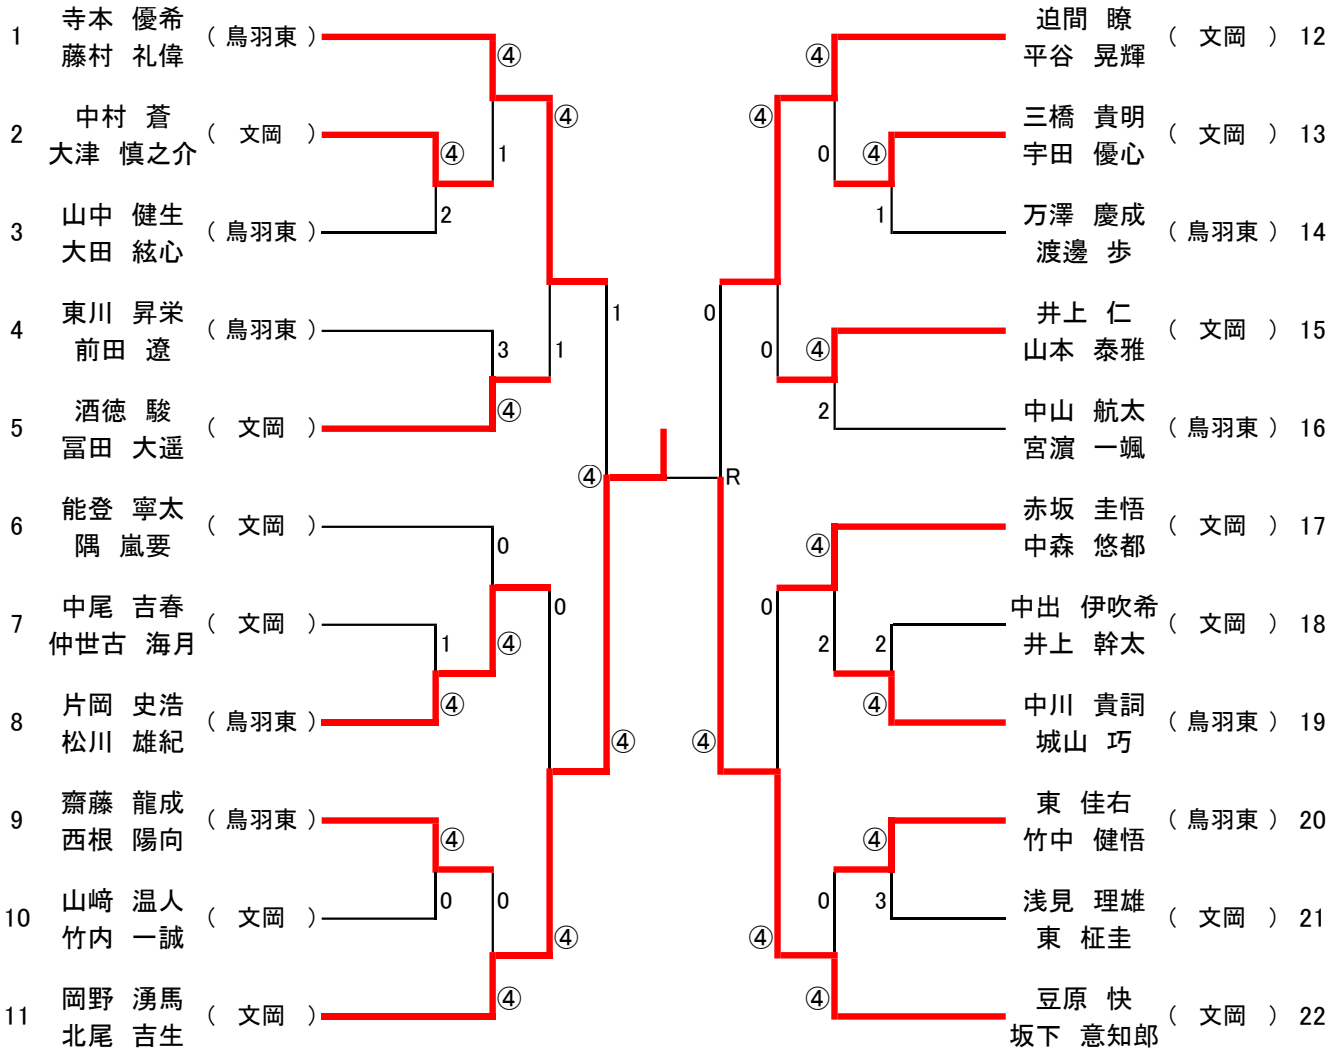 1 寺本 優希 ( 鳥羽東 )
藤村 礼偉
2 中村 蒼 ( 文岡 )
大津 慎之介
3 山中 健生 ( 鳥羽東 )
大田 絃心
4 東川 昇栄 ( 鳥羽東 )
前田 遼
5 酒徳 駿 ( 文岡 )
冨田 大遥
6 能登 寧太 ( 文岡 )
隅 嵐要
7 中尾 吉春 ( 文岡 )
仲世古 海月
8 片岡 史浩 ( 鳥羽東 )
松川 雄紀
9 齋藤 龍成 ( 鳥羽東 )
西根 陽向
10 山﨑 温人 ( 文岡 )
竹内 一誠
11 岡野 湧馬 ( 文岡 )
北尾 吉生
④
④
④ 1
2
3 1
④
0
0
1 ④
④
④
0 0
④
④
1
④
④
0
R
④
④
④
0 ④
1
0 ④
2
④
0
2 2
④
④
0 3
④
④
迫間 瞭 ( 文岡 ) 12
平谷 晃輝
三橋 貴明 ( 文岡 ) 13
宇田 優心
万澤 慶成 ( 鳥羽東 ) 14
渡邊 歩
井上 仁 ( 文岡 ) 15
山本 泰雅
中山 航太 ( 鳥羽東 ) 16
宮濵 一颯
赤坂 圭悟 ( 文岡 ) 17
中森 悠都
中出 伊吹希 ( 文岡 ) 18
井上 幹太
中川 貴詞 ( 鳥羽東 ) 19
城山 巧
東 佳右 ( 鳥羽東 ) 20
竹中 健悟
浅見 理雄 ( 文岡 ) 21
東 柾圭
豆原 快 ( 文岡 ) 22
坂下 意知郎